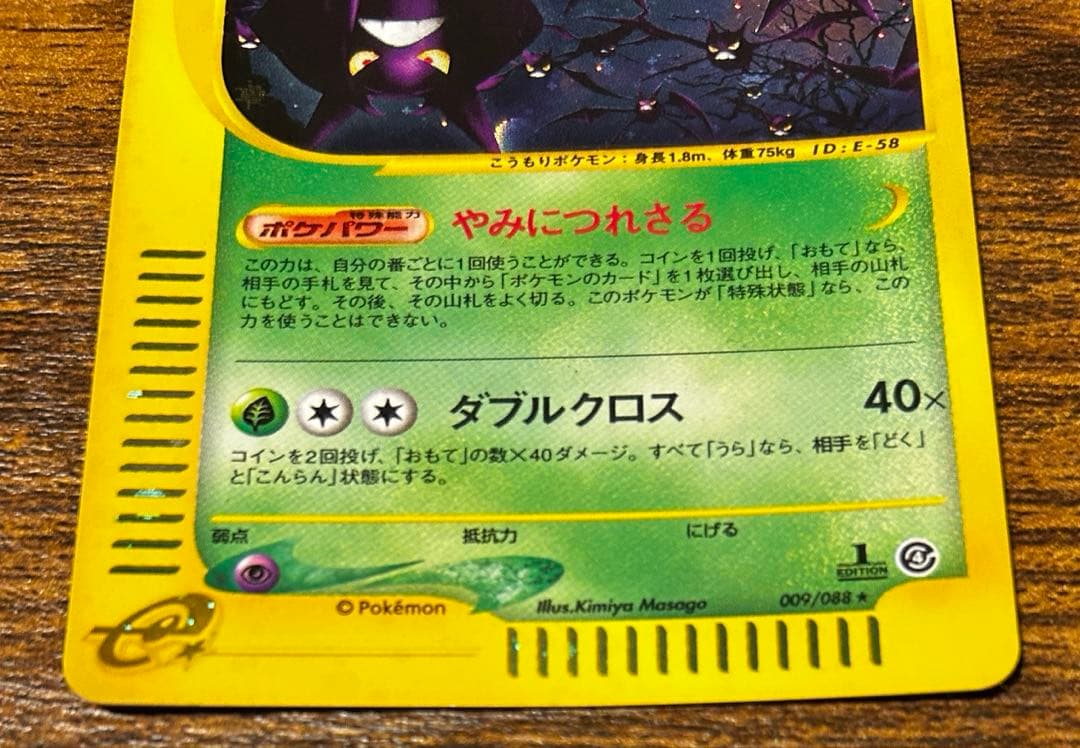 こうもりポケモン：身長1.8m、体重75kg ID：E-58
特殊能力
ポケパワー やみにつれさる
この力は、自分の番ごとに1回使うことができる。コインを1回投げ、「おもて」なら、
相手の手札を見て、その中から「ポケモンのカード」を1枚選び出し、相手の山札
にもどす。その後、その山札をよく切る。このポケモンが「特殊状態」なら、この
力を使うことはできない。
ダブルクロス 40×
コインを2回投げ、「おもて」の数×40ダメージ。すべて「うら」なら、相手を「どく」
と「こんらん」状態にする。
弱点 抵抗力 にげる
1 EDITION
©Pokémon Illus.Kimiya Masago 009/088★
e